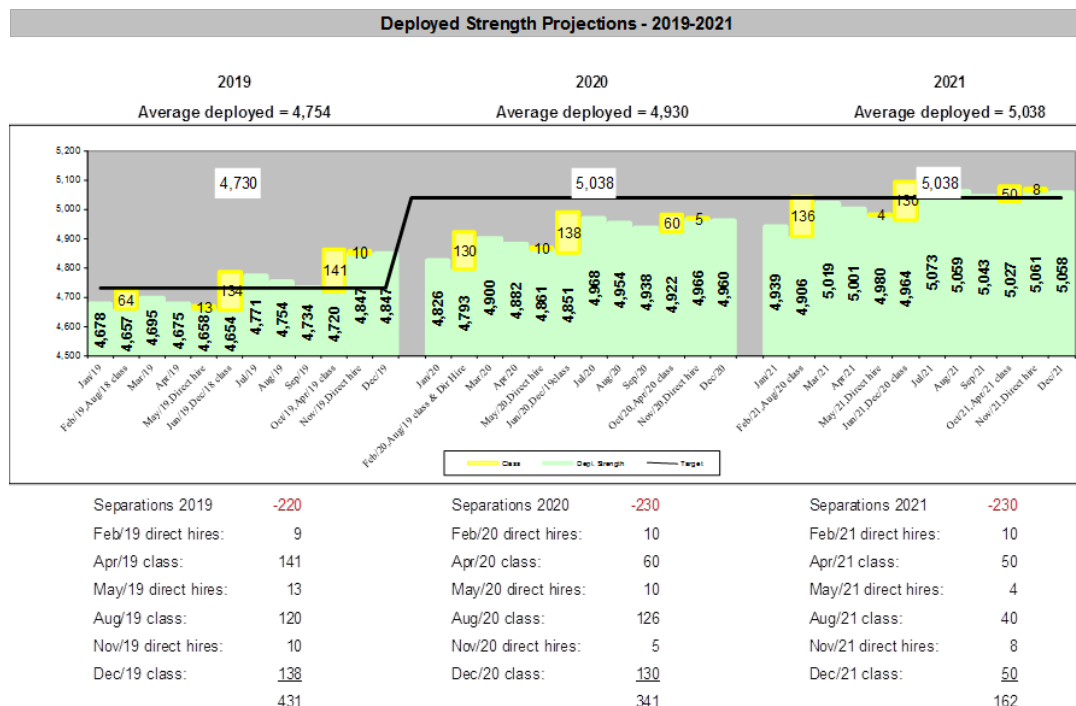 Deployed Strength Projections - 2019-2021
2019 2020 2021
Average deployed = 4,754 Average deployed = 4,930 Average deployed = 5,038
5,200
5,100
5,000
4,900
4,800
4,700
4,600
4,500
4,730 5,038 5,038
64 13 134 141 10 130 10 138 60 5 136 4 130 50 8
4,678 4,657 4,695 4,675 4,658 4,654 4,771 4,754 4,734 4,720 4,847 4,847
4,826 4,793 4,900 4,882 4,861 4,851 4,968 4,954 4,938 4,922 4,966 4,960
4,939 4,906 5,019 5,001 4,980 4,964 5,073 5,059 5,043 5,027 5,061 5,058
Jan/19
Feb/19,Aug/18 class
Mar/19
Apr/19
May/19,Direct hire
Jun/19,Dec/18 class
Jul/19
Aug/19
Sep/19
Oct/19,Apr/19 class
Nov/19,Direct hire
Dec/19
Jan/20
Feb/20,Aug/19 class & Dir Hire
Mar/20
Apr/20
May/20,Direct hire
Jun/20,Dec/19class
Jul/20
Aug/20
Sep/20
Oct/20,Apr/20 class
Nov/20,Direct hire
Dec/20
Jan/21
Feb/21,Aug/20 class
Mar/21
Apr/21
May/21,Direct hire
Jun/21,Dec/20 class
Jul/21
Aug/21
Sep/21
Oct/21,Apr/21 class
Nov/21,Direct hire
Dec/21
Class Depl. Strength Target
Separations 2019 -220 Separations 2020 -230 Separations 2021 -230
Feb/19 direct hires: 9 Feb/20 direct hires: 10 Feb/21 direct hires: 10
Apr/19 class: 141 Apr/20 class: 60 Apr/21 class: 50
May/19 direct hires: 13 May/20 direct hires: 10 May/21 direct hires: 4
Aug/19 class: 120 Aug/20 class: 126 Aug/21 class: 40
Nov/19 direct hires: 10 Nov/20 direct hires: 5 Nov/21 direct hires: 8
Dec/19 class: 138 Dec/20 class: 130 Dec/21 class: 50
431 341 162